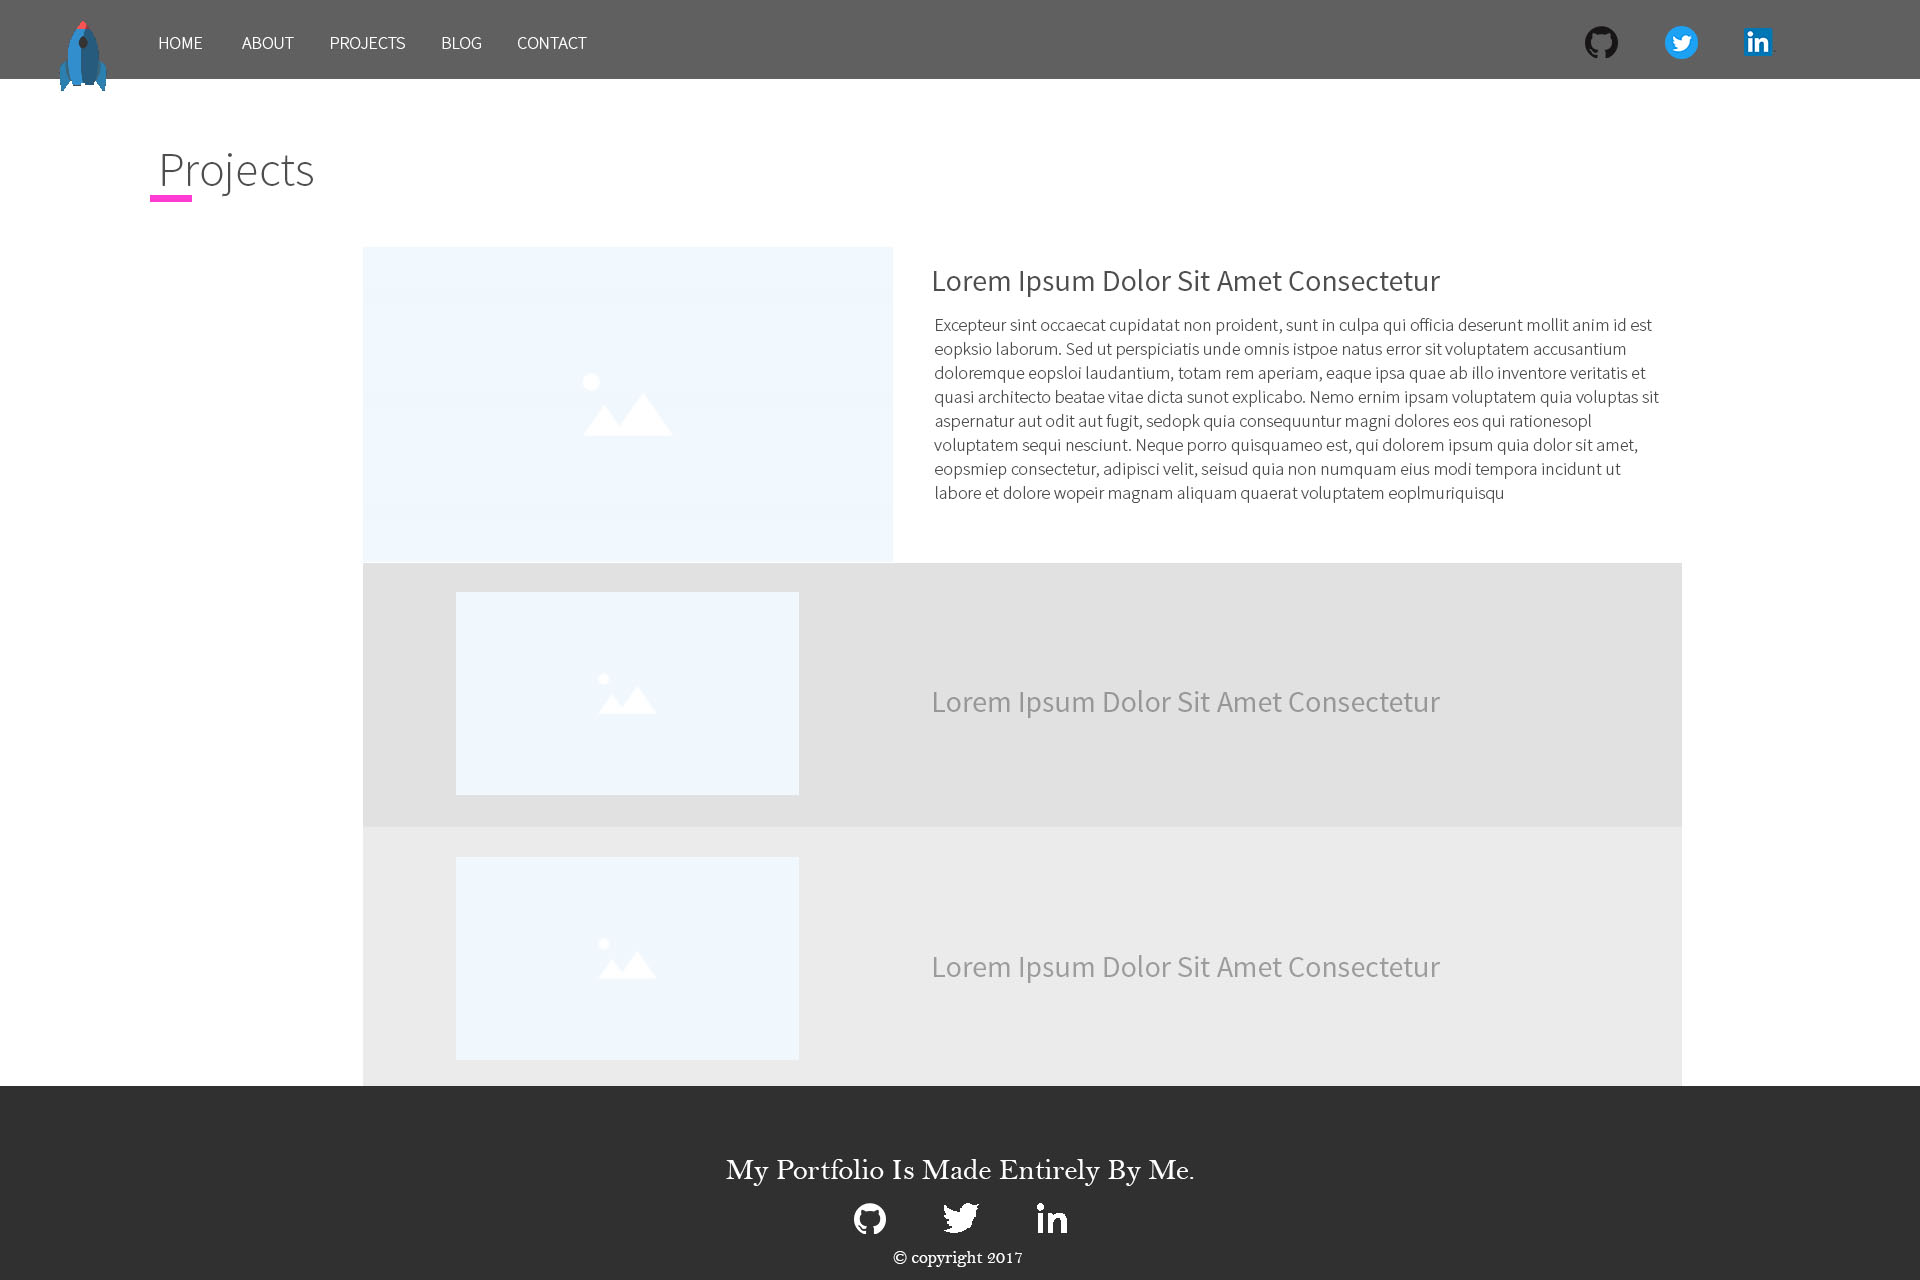 HOME ABOUT PROJECTS BLOG CONTACT in
Projects
Lorem Ipsum Dolor Sit Amet Consectetur
Excepteur sint occaecat cupidatat non proident, sunt in culpa qui officia deserunt mollit anim id est
eopksio laborum. Sed ut perspiciatis unde omnis istpoe natus error sit voluptatem accusantium
doloremque eopsloi laudantium, totam rem aperiam, eaque ipsa quae ab illo inventore veritatis et
quasi architecto beatae vitae dicta sunot explicabo. Nemo ernim ipsam voluptatem quia voluptas sit
aspernatur aut odit aut fugit, sedopk quia consequuntur magni dolores eos qui rationesopl
voluptatem sequi nesciunt. Neque porro quisquameo est, qui dolorem ipsum quia dolor sit amet,
eopsmiep consectetur, adipisci velit, seisud quia non numquam eius modi tempora incidunt ut
labore et dolore wopeir magnam aliquam quaerat voluptatem eoplmuriquisqu
Lorem Ipsum Dolor Sit Amet Consectetur
Lorem Ipsum Dolor Sit Amet Consectetur
My Portfolio Is Made Entirely By Me.
in
© copyright 2017